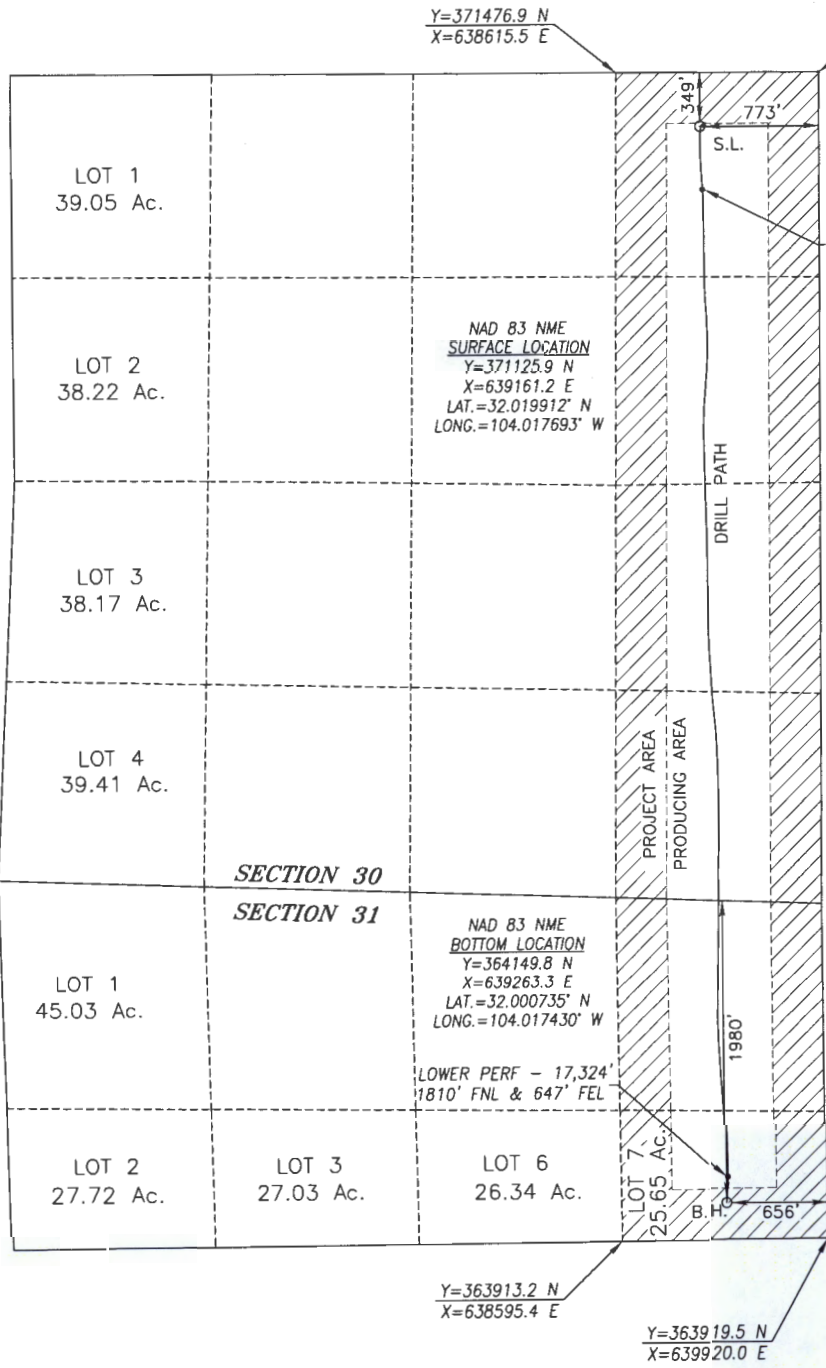 Y=371476.9 N
X=638615.5 E
349'
773'
S.L.
LOT 1
39.05 Ac.
LOT 2
38.22 Ac.
NAD 83 NME
SURFACE LOCATION
Y=371125.9 N
X=639161.2 E
LAT.=32.019912° N
LONG.=104.017693° W
DRILL PATH
LOT 3
38.17 Ac.
LOT 4
39.41 Ac.
PROJECT AREA
PRODUCING AREA
SECTION 30
SECTION 31
LOT 1
45.03 Ac.
NAD 83 NME
BOTTOM LOCATION
Y=364149.8 N
X=639263.3 E
LAT.=32.000735° N
LONG.=104.017430° W
1980'
LOWER PERF – 17,324'
1810' FNL & 647' FEL
LOT 2
27.72 Ac.
LOT 3
27.03 Ac.
LOT 6
26.34 Ac.
LOT 7
25.65 Ac.
B.H.
656'
Y=363913.2 N
X=638595.4 E
Y=363919.5 N
X=639920.0 E